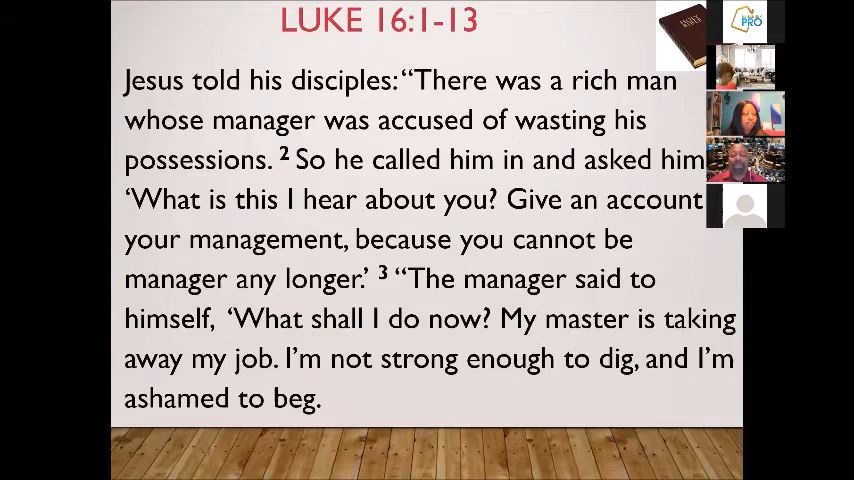 LUKE 16:1-13
Jesus told his disciples: “There was a rich man
whose manager was accused of wasting his
possessions. ² So he called him in and asked him
‘What is this I hear about you? Give an account
your management, because you cannot be
manager any longer.’ ³ “The manager said to
himself, ‘What shall I do now? My master is taking
away my job. I’m not strong enough to dig, and I’m
ashamed to beg.
HOLY BIBLE
PRO